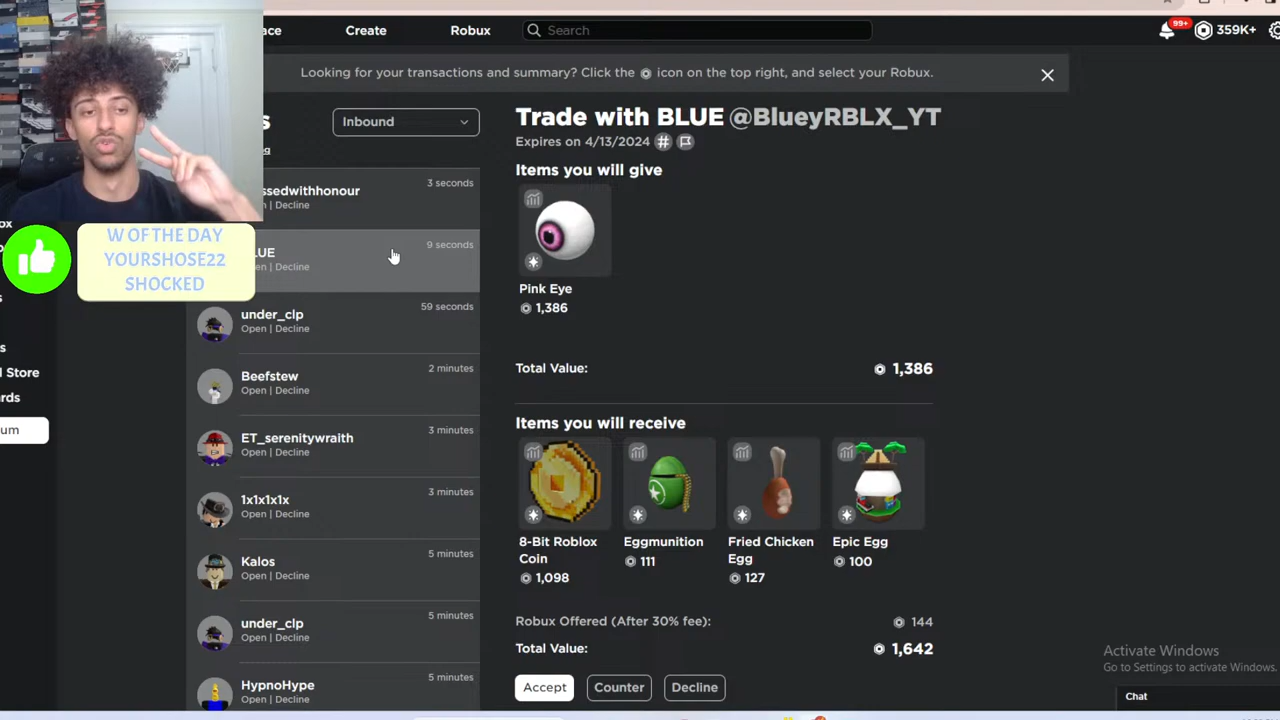 ace
Create
Robux
Search
99+
359K+
Looking for your transactions and summary? Click the icon on the top right, and select your Robux.
Inbound
Trade with BLUE @BlueyRBLX_YT
Expires on 4/13/2024
#
Items you will give
Pink Eye
1,386
Total Value:
1,386
Items you will receive
8-Bit Roblox
Coin
1,098
Eggmunition
111
Fried Chicken
Egg
127
Epic Egg
100
Robux Offered (After 30% fee):
144
Total Value:
1,642
Accept
Counter
Decline
ssedwithhonour
3 seconds
| Decline
LUE
9 seconds
en | Decline
under_clp
59 seconds
Open | Decline
Beefstew
2 minutes
Open | Decline
ET_serenitywraith
3 minutes
Open | Decline
1x1x1x1x
3 minutes
Open | Decline
Kalos
5 minutes
Open | Decline
under_clp
5 minutes
Open | Decline
HypnoHype
5 minutes
W OF THE DAY
YOURSHOSE22
SHOCKED
l Store
ards
um
Activate Windows
Go to Settings to activate Windows.
Chat